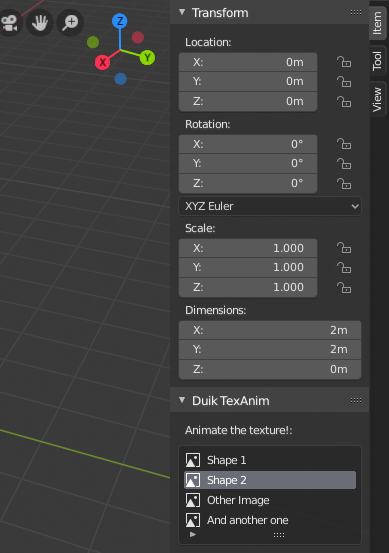 Z
X
Y
Transform
Item
Tool
View
Location:
X: 0m
Y: 0m
Z: 0m
Rotation:
X: 0°
Y: 0°
Z: 0°
XYZ Euler
Scale:
X: 1.000
Y: 1.000
Z: 1.000
Dimensions:
X: 2m
Y: 2m
Z: 0m
Duik TexAnim
Animate the texture!:
Shape 1
Shape 2
Other Image
And another one